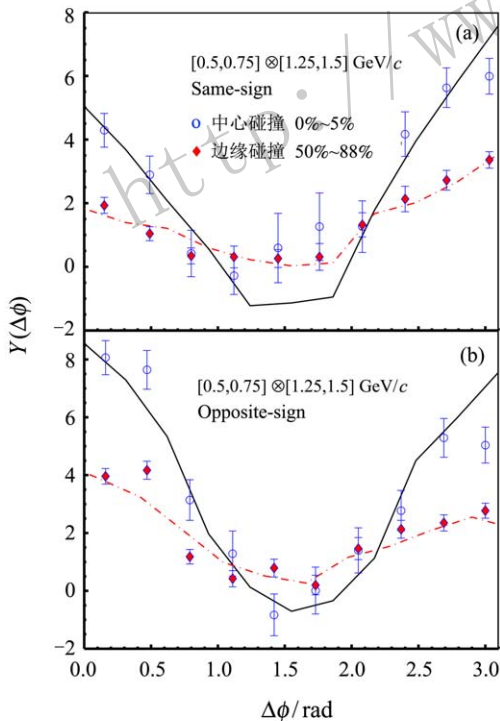 http://www
(a)
[0.5,0.75] ⊗[1.25,1.5] GeV/c
Same-sign
中心碰撞 0%~5%
边缘碰撞 50%~88%
8
6
4
2
0
−2
Y(Δϕ)
(b)
[0.5,0.75] ⊗[1.25,1.5] GeV/c
Opposite-sign
8
6
4
2
0
−2
0.0 0.5 1.0 1.5 2.0 2.5 3.0
Δϕ/rad